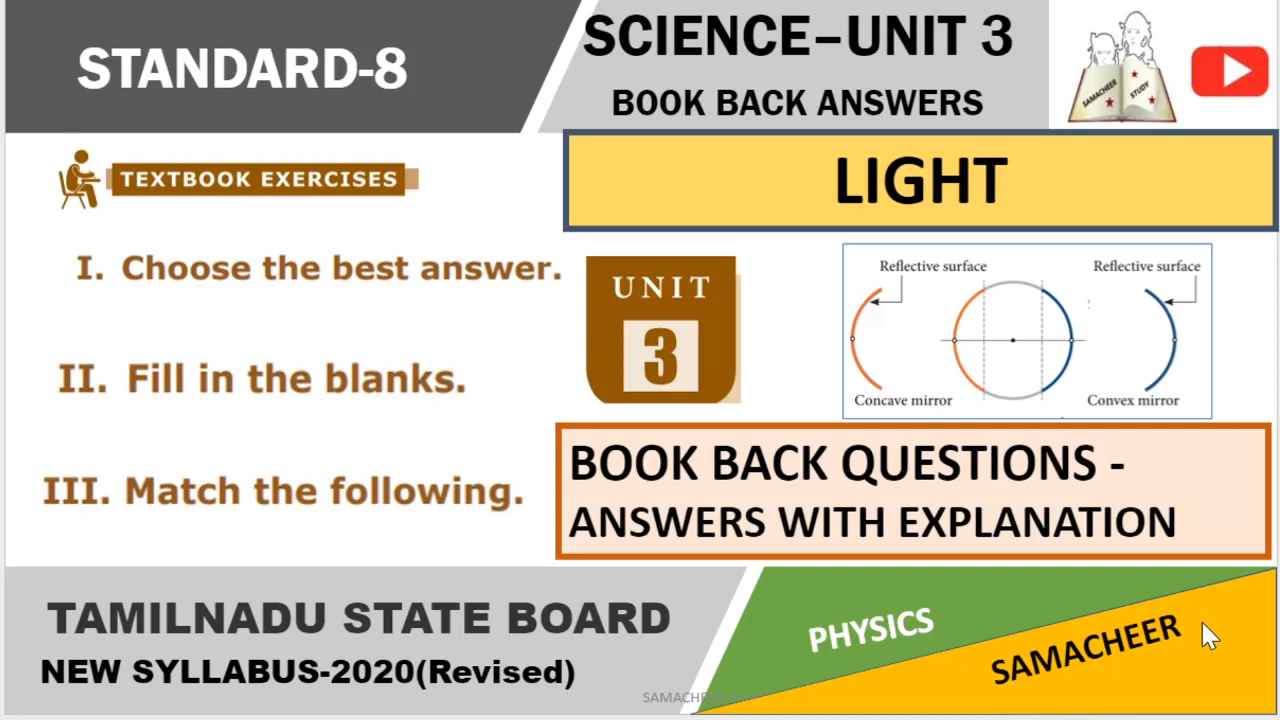 STANDARD-8
SCIENCE–UNIT 3
BOOK BACK ANSWERS
SAMACHEER
STUDY
LIGHT
TEXTBOOK EXERCISES
I. Choose the best answer.
II. Fill in the blanks.
III. Match the following.
UNIT
3
Reflective surface
Reflective surface
Concave mirror
Convex mirror
BOOK BACK QUESTIONS -
ANSWERS WITH EXPLANATION
TAMILNADU STATE BOARD
NEW SYLLABUS-2020(Revised)
PHYSICS
SAMACHEER